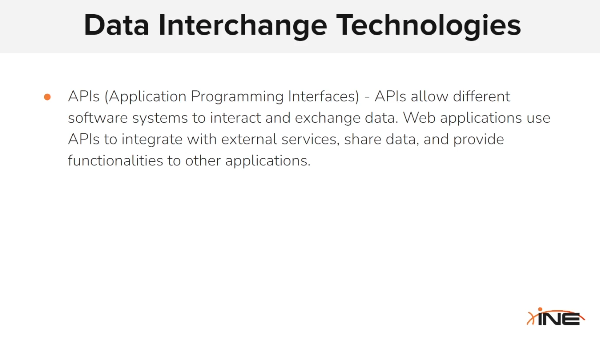 Data Interchange Technologies
• APIs (Application Programming Interfaces) - APIs allow different
software systems to interact and exchange data. Web applications use
APIs to integrate with external services, share data, and provide
functionalities to other applications.
INE